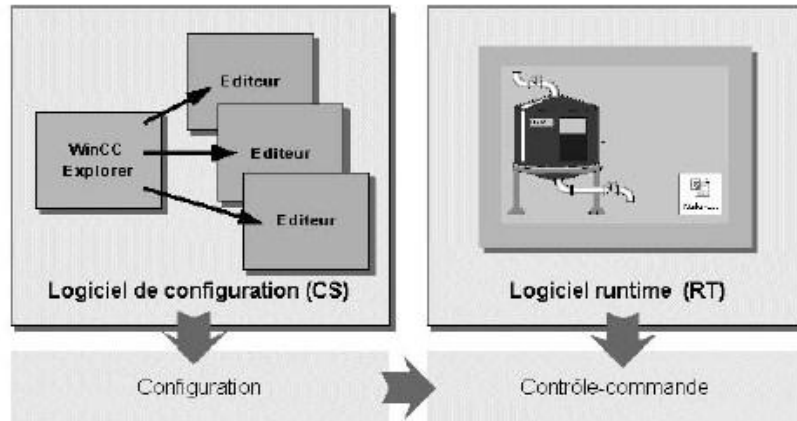 Editeur
WinCC
Explorer
Editeur
Editeur
Logiciel de configuration (CS)
Logiciel runtime (RT)
Configuration
Contrôle-commande